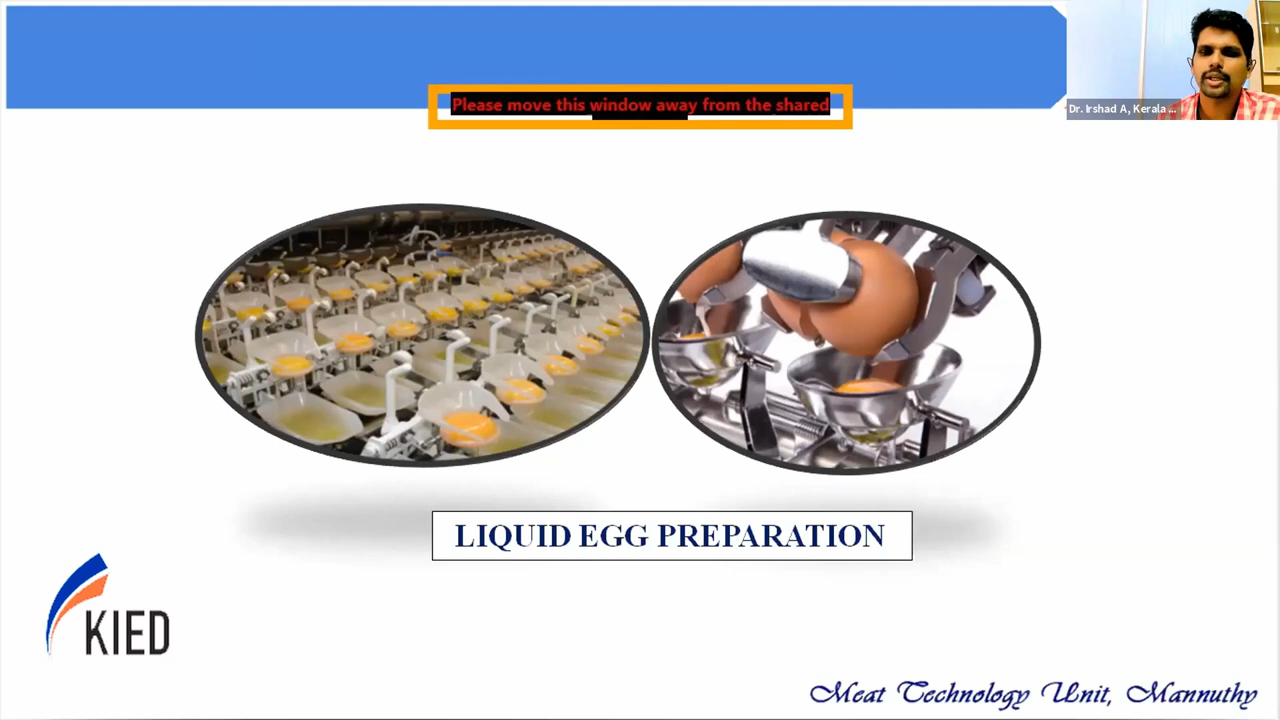 Please move this window away from the shared
Dr. Irshad A, Kerala ...
LIQUID EGG PREPARATION
KIED
Meat Technology Unit, Mannuthy